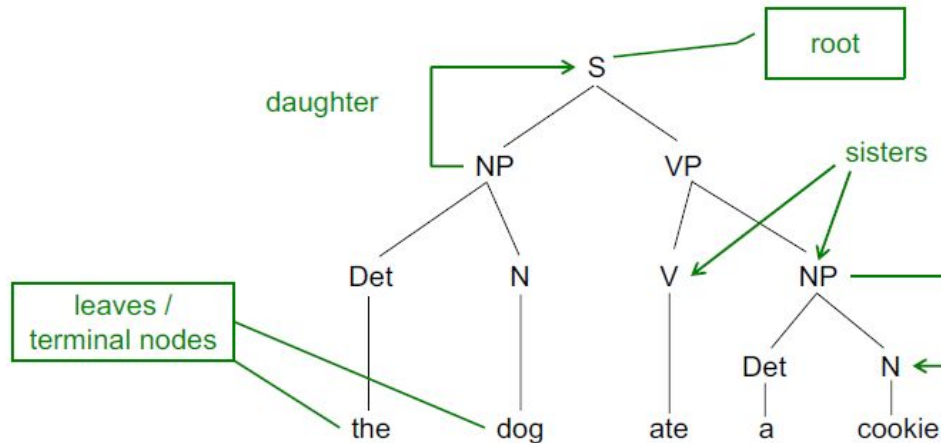 root
S
daughter
NP VP sisters
Det N V NP
leaves /
terminal nodes
Det N
the dog ate a cookie